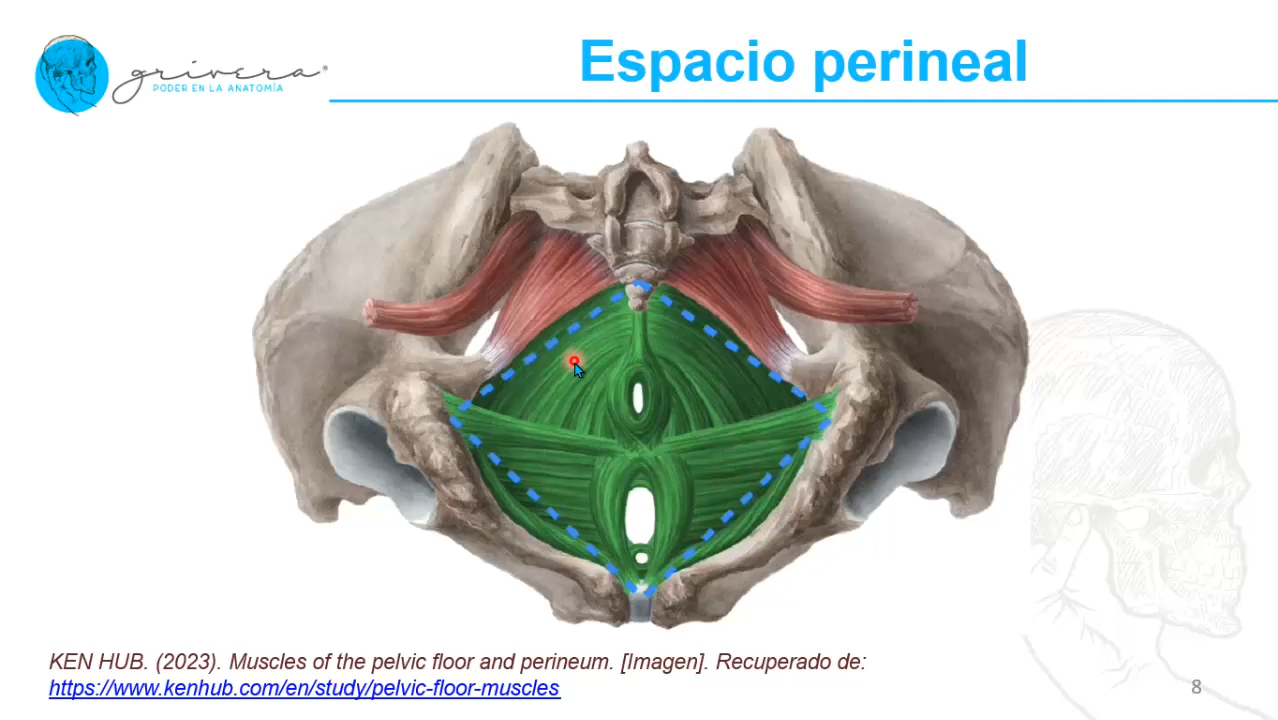 Espacio perineal
grivera®
PODER EN LA ANATOMÍA
KEN HUB. (2023). Muscles of the pelvic floor and perineum. [Imagen]. Recuperado de:
https://www.kenhub.com/en/study/pelvic-floor-muscles
8